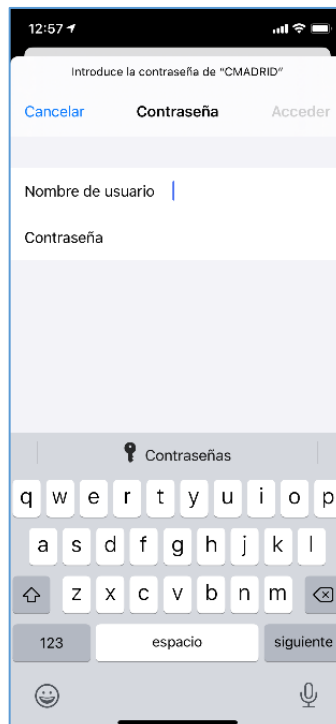 12:57
Introduce la contraseña de “CMADRID”
Cancelar Contraseña Acceder
Nombre de usuario
Contraseña
Contraseñas
q w e r t y u i o p
a s d f g h j k l
z x c v b n m
123 espacio siguiente